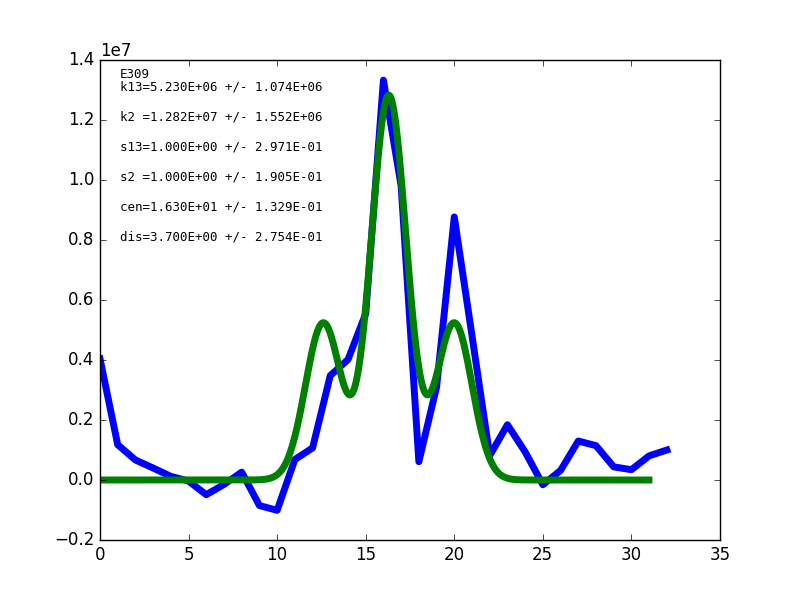 1e7
1.4
1.2
1.0
0.8
0.6
0.4
0.2
0.0
−0.2
E309
k13=5.230E+06 +/- 1.074E+06
k2 =1.282E+07 +/- 1.552E+06
s13=1.000E+00 +/- 2.971E-01
s2 =1.000E+00 +/- 1.905E-01
cen=1.630E+01 +/- 1.329E-01
dis=3.700E+00 +/- 2.754E-01
0 5 10 15 20 25 30 35